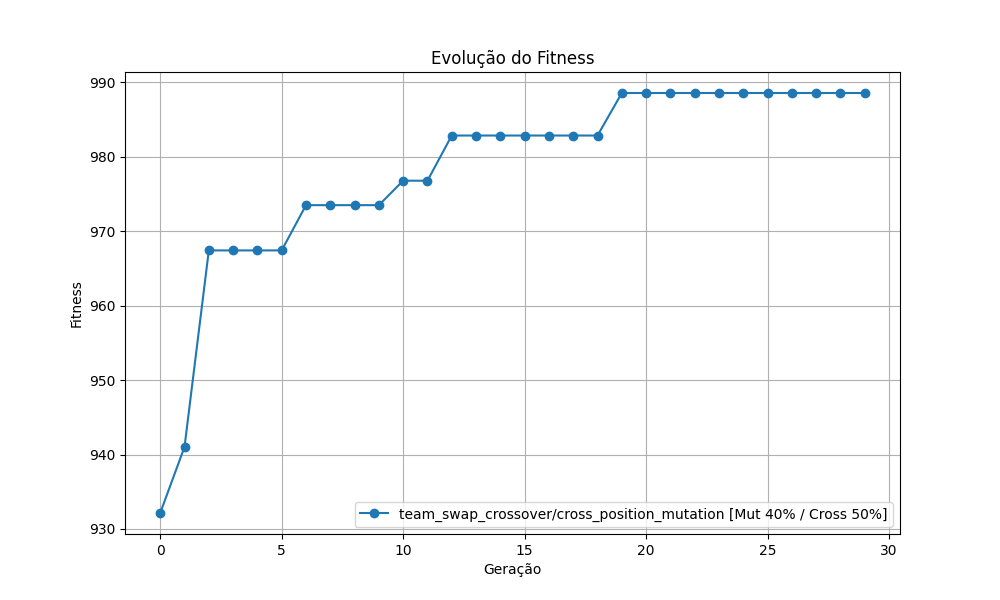 Evolução do Fitness
Fitness
990
980
970
960
950
940
930
team_swap_crossover/cross_position_mutation [Mut 40% / Cross 50%]
0 5 10 15 20 25 30
Geração